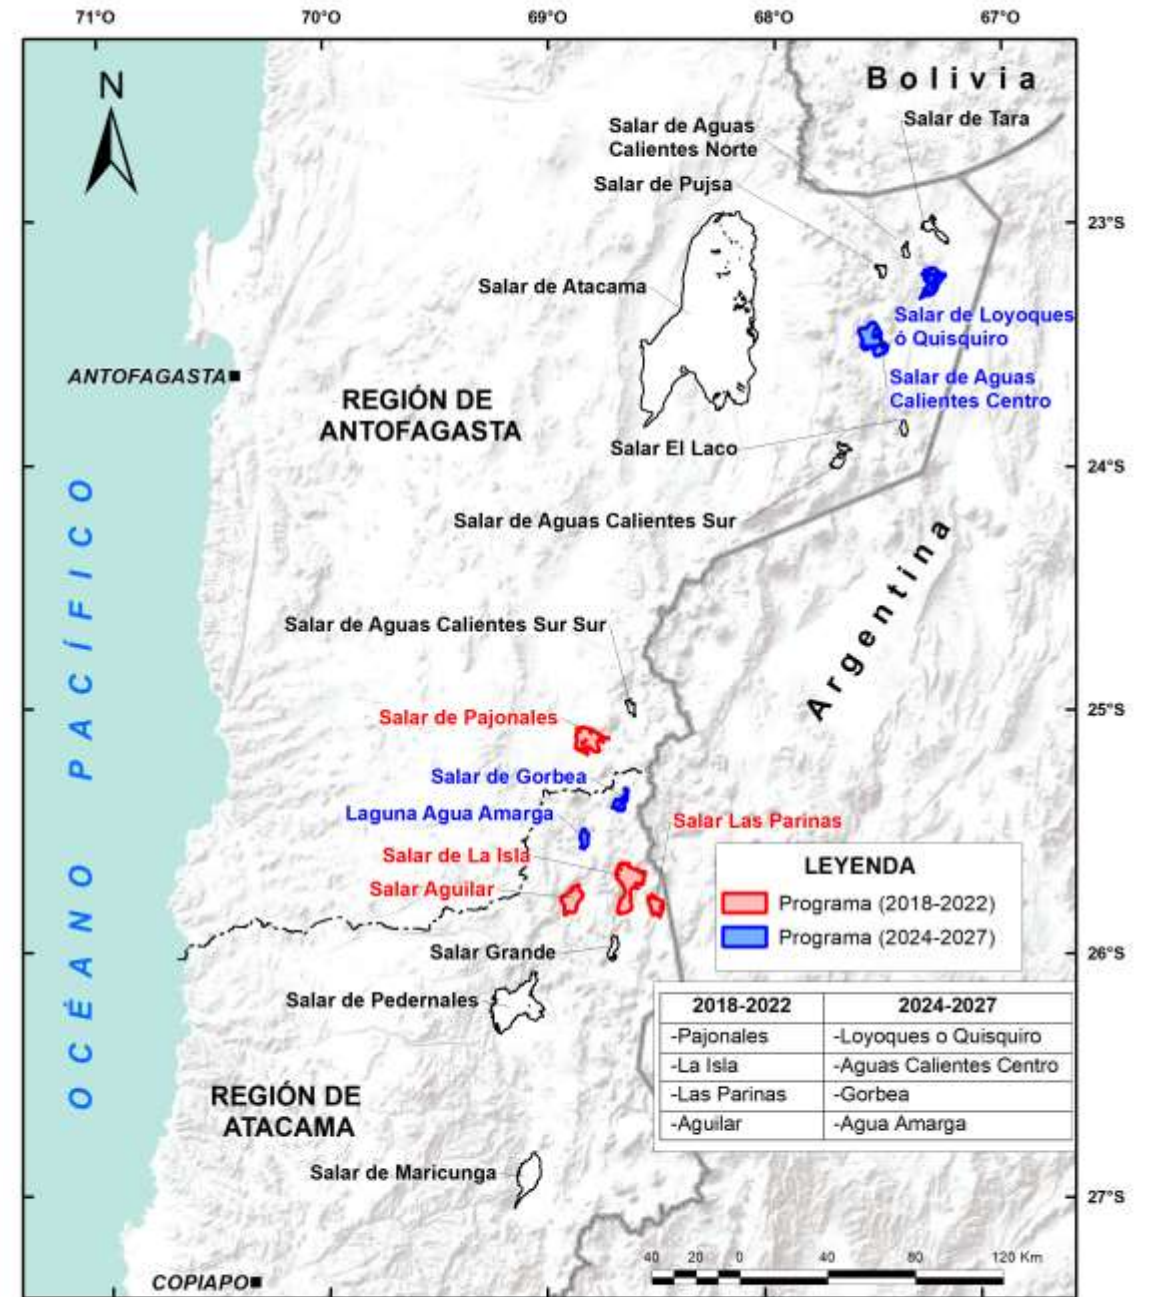 71°O 70°O 69°O 68°O 67°O
N
Bolivia
Salar de Tara
Salar de Aguas
Calientes Norte
Salar de Pujsa
23°S
Salar de Atacama
Salar de Loyoques
ó Quisquiro
ANTOFAGASTA
Salar de Aguas
Calientes Centro
REGIÓN DE
ANTOFAGASTA
Salar El Laco
24°S
Salar de Aguas Calientes Sur
OCÉANO PACÍFICO
Argentina
Salar de Aguas Calientes Sur Sur
25°S
Salar de Pajonales
Salar de Gorbea
Laguna Agua Amarga
Salar Las Parinas
Salar de La Isla
Salar Aguilar
LEYENDA
Programa (2018-2022)
Programa (2024-2027)
Salar Grande
26°S
Salar de Pedernales
2018-2022 2024-2027
-Pajonales -Loyoques o Quisquiro
-La Isla -Aguas Calientes Centro
-Las Parinas -Gorbea
-Aguilar -Agua Amarga
REGIÓN DE
ATACAMA
Salar de Maricunga
27°S
40 20 0 40 80 120 Km
COPIAPO